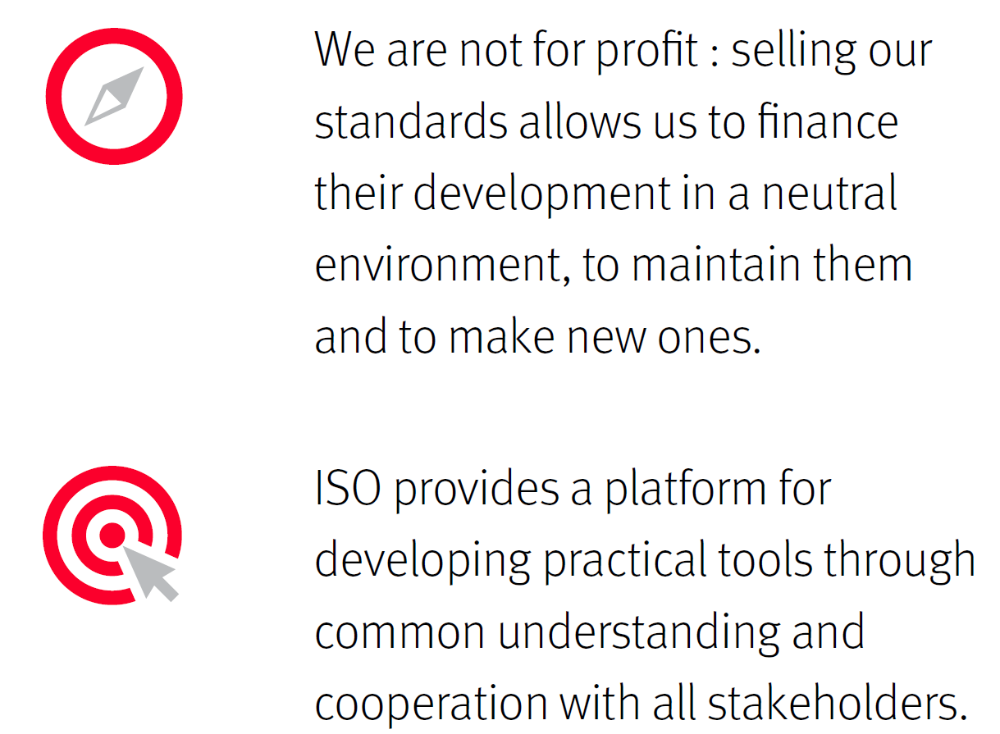 We are not for profit : selling our
standards allows us to finance
their development in a neutral
environment, to maintain them
and to make new ones.
ISO provides a platform for
developing practical tools through
common understanding and
cooperation with all stakeholders.